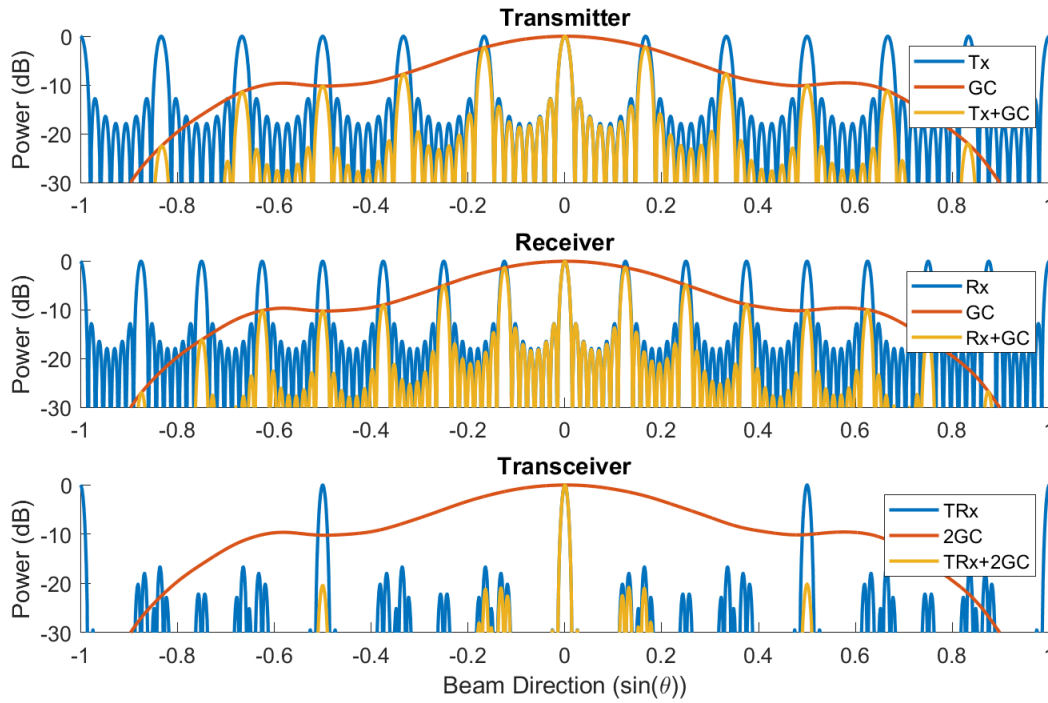 Transmitter
0
-10
-20
-30
Power (dB)
Tx
GC
Tx+GC
-1 -0.8 -0.6 -0.4 -0.2 0 0.2 0.4 0.6 0.8 1
Receiver
0
-10
-20
-30
Power (dB)
Rx
GC
Rx+GC
-1 -0.8 -0.6 -0.4 -0.2 0 0.2 0.4 0.6 0.8 1
Transceiver
0
-10
-20
-30
Power (dB)
TRx
2GC
TRx+2GC
-1 -0.8 -0.6 -0.4 -0.2 0 0.2 0.4 0.6 0.8 1
Beam Direction (sin(θ))